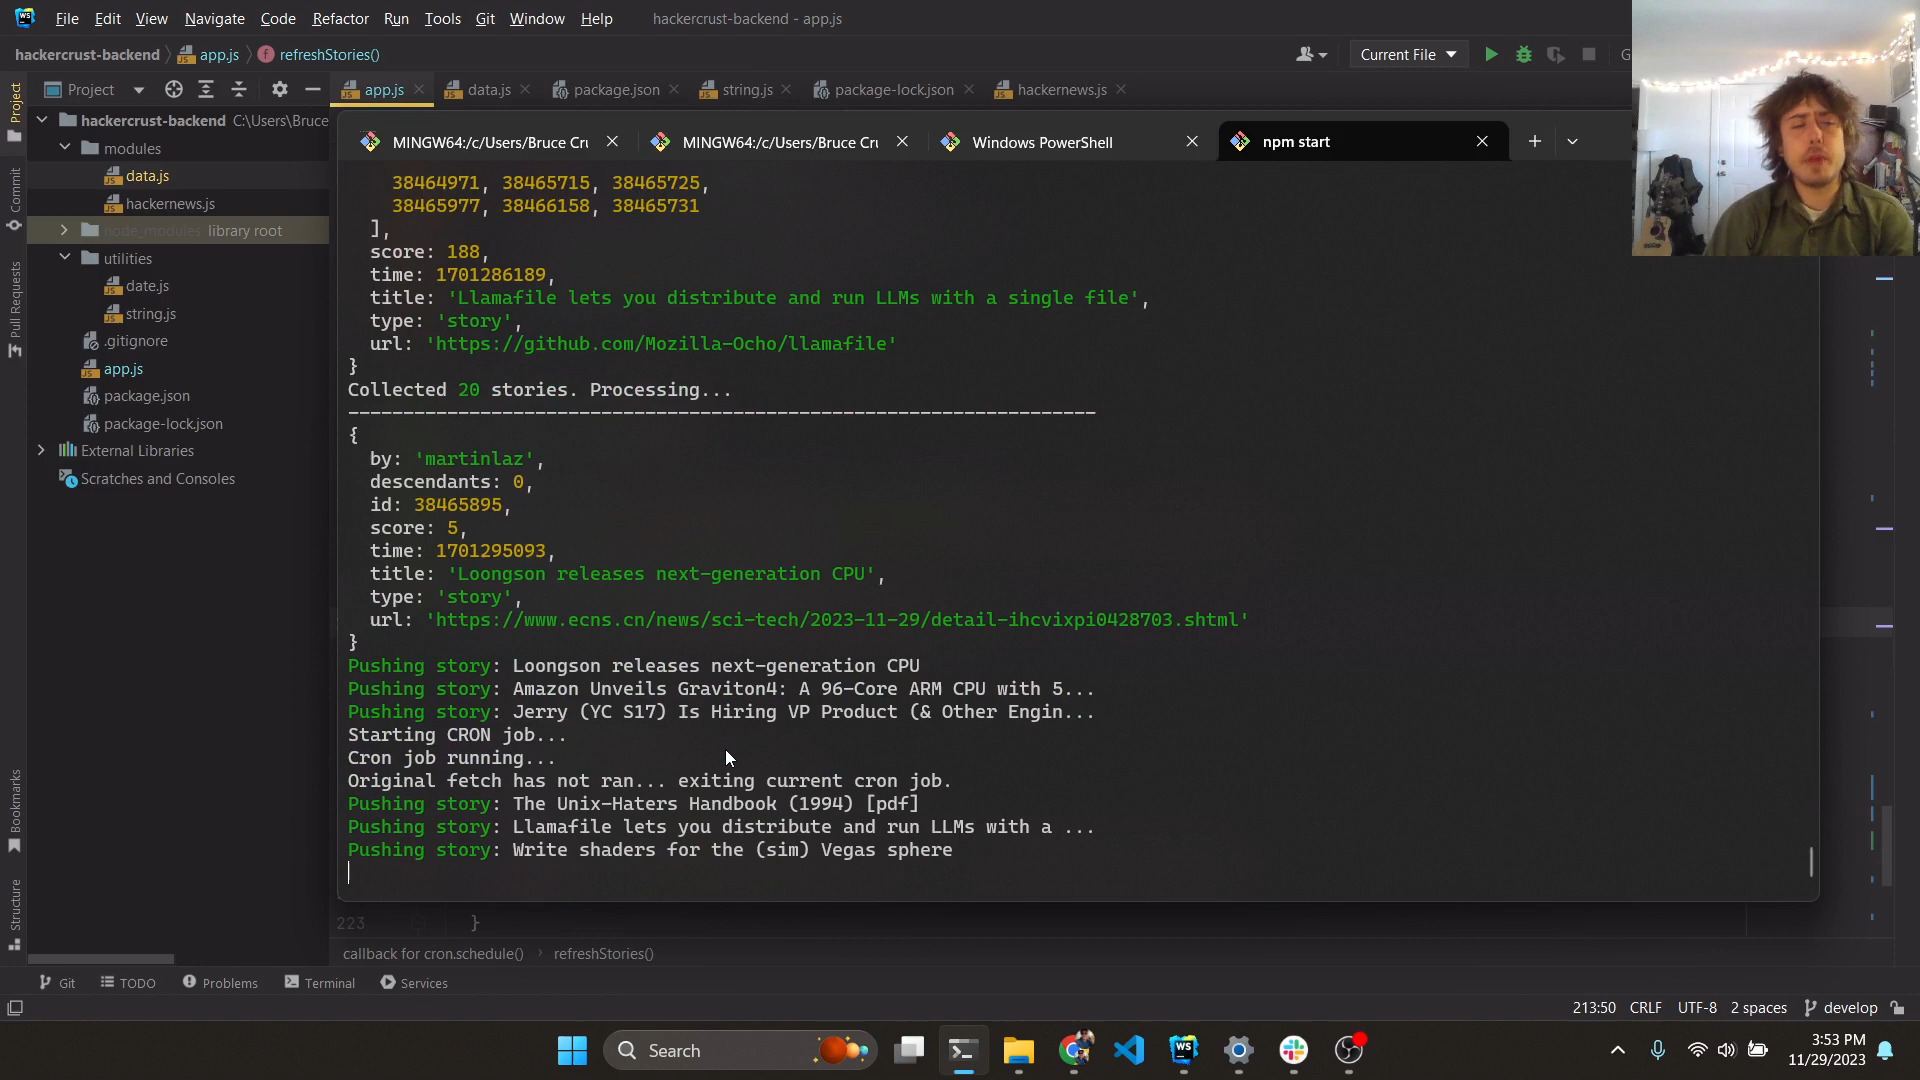 File Edit View Navigate Code Refactor Run Tools Git Window Help hackercrust-backend - app.js
hackercrust-backend app.js refreshStories()
Current File
Project
app.js data.js package.json string.js package-lock.json hackernews.js
Project
Commit
Pull Requests
Bookmarks
Structure
hackercrust-backend C:\Users\Bruce
modules
data.js
hackernews.js
node_modules library root
utilities
date.js
string.js
.gitignore
app.js
package.json
package-lock.json
External Libraries
Scratches and Consoles
MINGW64:/c/Users/Bruce Cru MINGW64:/c/Users/Bruce Cru Windows PowerShell npm start
38464971, 38465715, 38465725,
38465977, 38466158, 38465731
],
score: 188,
time: 1701286189,
title: 'Llamafile lets you distribute and run LLMs with a single file',
type: 'story',
url: 'https://github.com/Mozilla-Ocho/llamafile'
}
Collected 20 stories. Processing...
--------------------------------------------------------------------
{
by: 'martinlaz',
descendants: 0,
id: 38465895,
score: 5,
time: 1701295093,
title: 'Loongson releases next-generation CPU',
type: 'story',
url: 'https://www.ecns.cn/news/sci-tech/2023-11-29/detail-ihcvixpi0428703.shtml'
}
Pushing story: Loongson releases next-generation CPU
Pushing story: Amazon Unveils Graviton4: A 96-Core ARM CPU with 5...
Pushing story: Jerry (YC S17) Is Hiring VP Product (& Other Engin...
Starting CRON job...
Cron job running...
Original fetch has not ran... exiting current cron job.
Pushing story: The Unix-Haters Handbook (1994) [pdf]
Pushing story: Llamafile lets you distribute and run LLMs with a ...
Pushing story: Write shaders for the (sim) Vegas sphere
223 }
callback for cron.schedule() refreshStories()
Git TODO Problems Terminal Services
213:50 CRLF UTF-8 2 spaces develop
Search
3:53 PM
11/29/2023